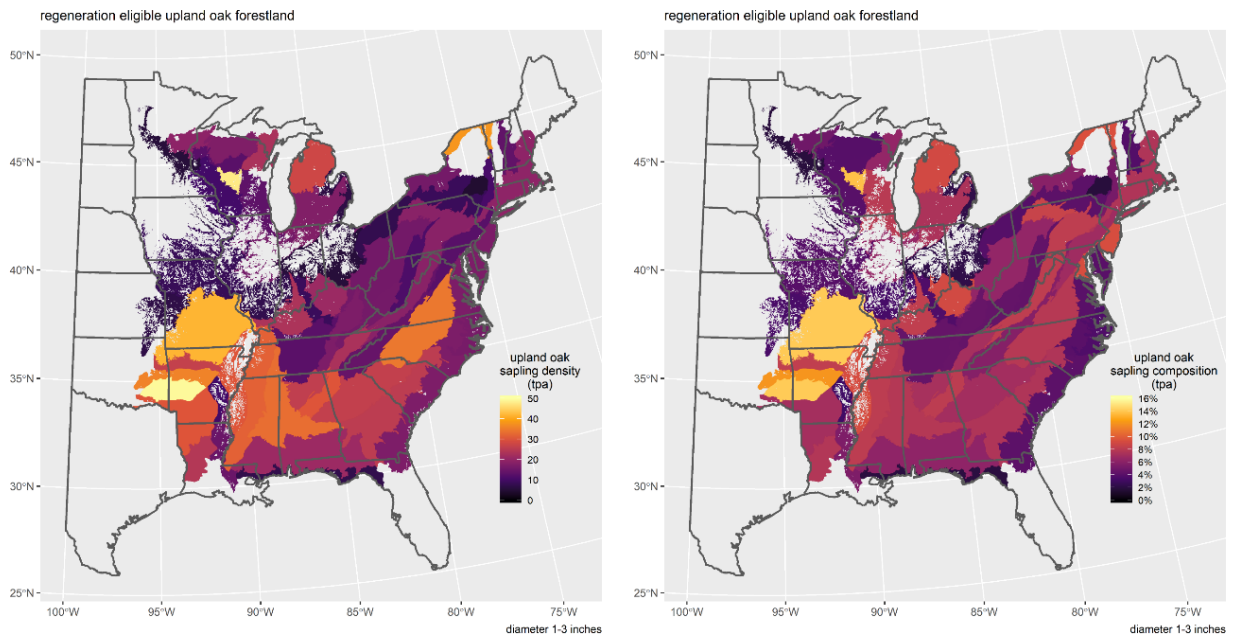 regeneration eligible upland oak forestland
50°N
45°N
40°N
35°N
30°N
25°N
100°W 95°W 90°W 85°W 80°W 75°W
upland oak
sapling density
(tpa)
50
40
30
20
10
0
diameter 1-3 inches
regeneration eligible upland oak forestland
50°N
45°N
40°N
35°N
30°N
25°N
100°W 95°W 90°W 85°W 80°W 75°W
upland oak
sapling composition
(tpa)
16%
14%
12%
10%
8%
6%
4%
2%
0%
diameter 1-3 inches